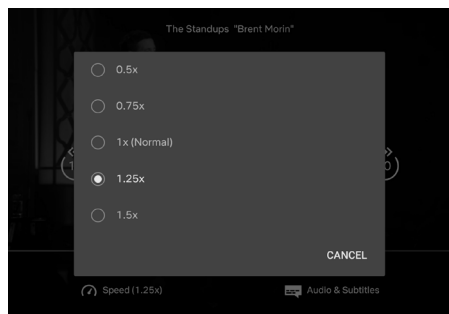 The Standups "Brent Morin"
0.5x
0.75x
1x (Normal)
1.25x
1.5x
CANCEL
Speed (1.25x)
Audio & Subtitles